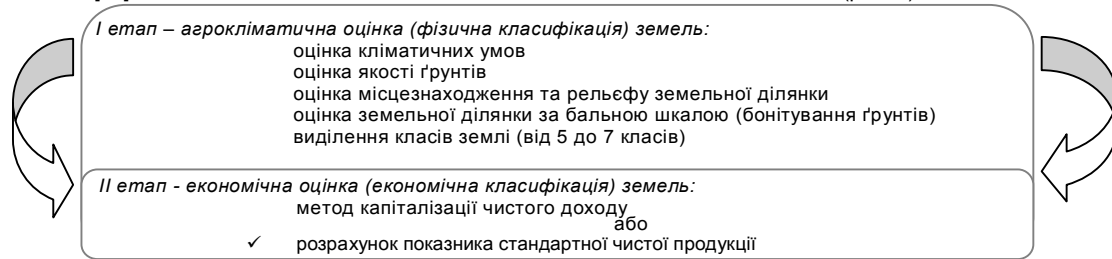 І етап – агрокліматична оцінка (фізична класифікація) земель:
оцінка кліматичних умов
оцінка якості ґрунтів
оцінка місцезнаходження та рельєфу земельної ділянки
оцінка земельної ділянки за бальною шкалою (бонітування ґрунтів)
виділення класів землі (від 5 до 7 класів)
ІІ етап - економічна оцінка (економічна класифікація) земель:
метод капіталізації чистого доходу
або
✓ розрахунок показника стандартної чистої продукції